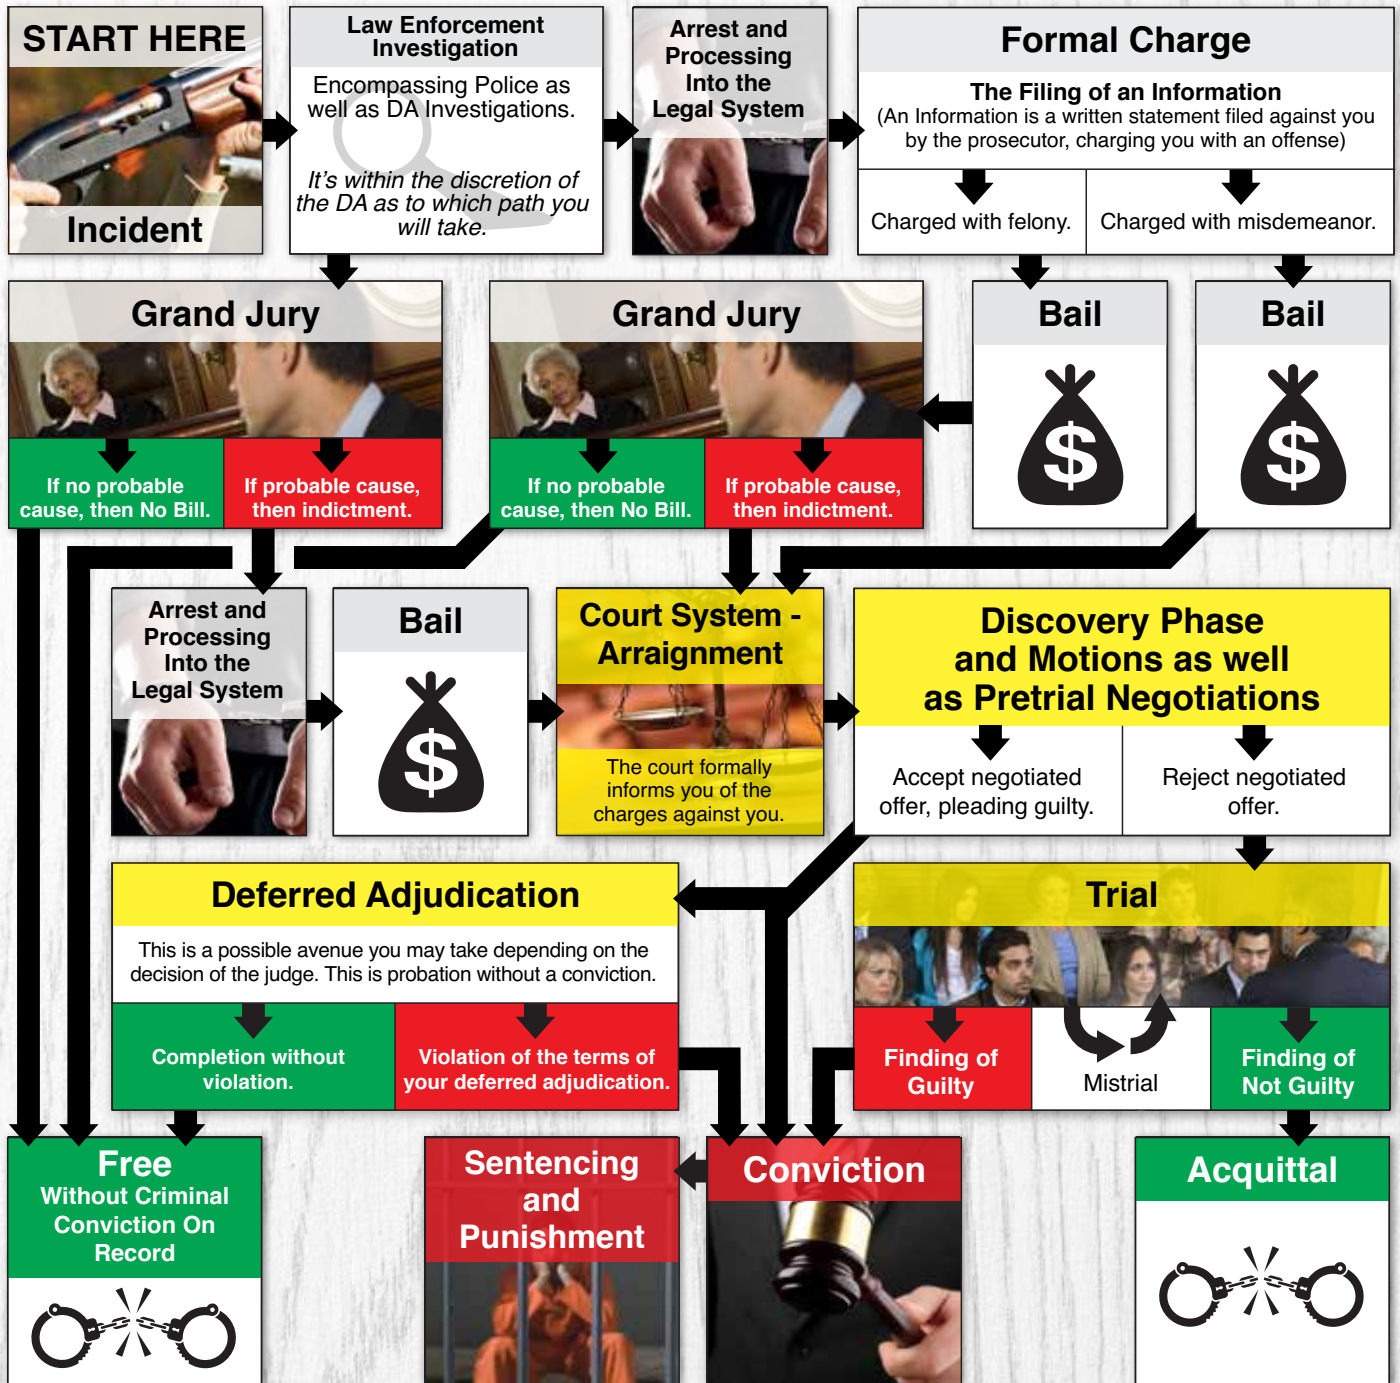 START HERE
Incident
Law Enforcement
Investigation
Encompassing Police as
well as DA Investigations.
It's within the discretion of
the DA as to which path you
will take.
Arrest and
Processing
Into the
Legal System
Formal Charge
The Filing of an Information
(An Information is a written statement filed against you
by the prosecutor, charging you with an offense)
Charged with felony.
Charged with misdemeanor.
Grand Jury
If no probable
cause, then No Bill.
If probable cause,
then indictment.
Grand Jury
If no probable
cause, then No Bill.
If probable cause,
then indictment.
Bail
$
Bail
$
Arrest and
Processing
Into the
Legal System
Bail
$
Court System -
Arraignment
The court formally
informs you of the
charges against you.
Discovery Phase
and Motions as well
as Pretrial Negotiations
Accept negotiated
offer, pleading guilty.
Reject negotiated
offer.
Deferred Adjudication
This is a possible avenue you may take depending on the
decision of the judge. This is probation without a conviction.
Completion without
violation.
Violation of the terms of
your deferred adjudication.
Trial
Finding of
Guilty
Mistrial
Finding of
Not Guilty
Free
Without Criminal
Conviction On
Record
Sentencing
and
Punishment
Conviction
Acquittal